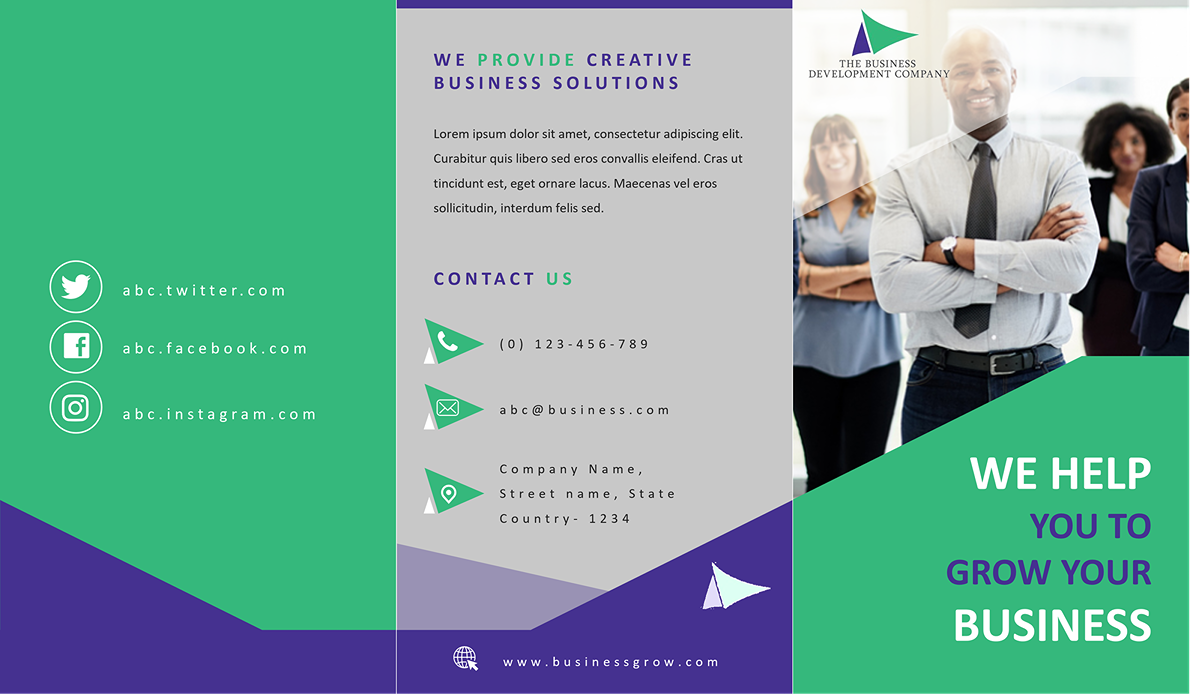 abc.twitter.com
abc.facebook.com
abc.instagram.com
WE PROVIDE CREATIVE
BUSINESS SOLUTIONS
Lorem ipsum dolor sit amet, consectetur adipiscing elit.
Curabitur quis libero sed eros convallis eleifend. Cras ut
tincidunt est, eget ornare lacus. Maecenas vel eros
sollicitudin, interdum felis sed.
CONTACT US
(0) 123-456-789
abc@business.com
Company Name,
Street name, State
Country- 1234
www.businessgrow.com
THE BUSINESS
DEVELOPMENT COMPANY
WE HELP
YOU TO
GROW YOUR
BUSINESS